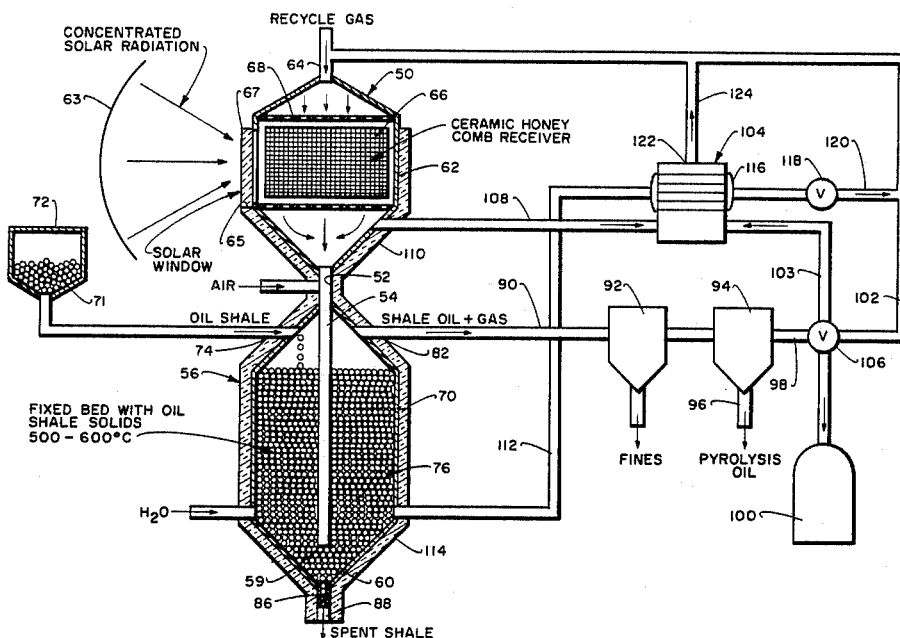 RECYCLE GAS
CONCENTRATED
SOLAR RADIATION
64
50
68
67
66
63
CERAMIC HONEY
COMB RECEIVER
62
124
122
104
116
118
120
V
108
72
SOLAR
WINDOW
65
110
71
AIR
52
54
90
92
94
103
102
OIL SHALE
SHALE OIL + GAS
74
82
V
106
98
56
70
96
FIXED BED WITH OIL
SHALE SOLIDS
500 - 600°C
76
112
FINES
PYROLYSIS
OIL
100
H2O
114
59
60
86
88
SPENT SHALE